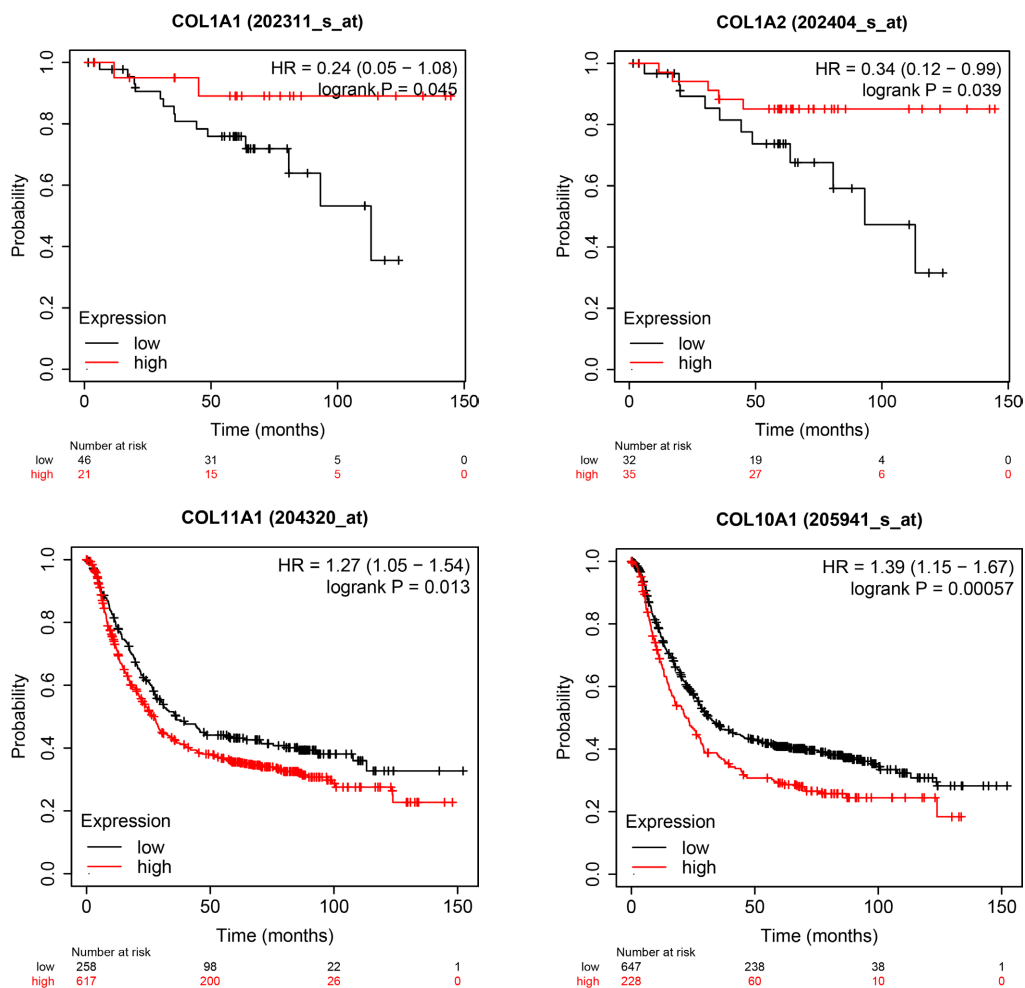 COL1A1 (202311_s_at)
HR = 0.24 (0.05 − 1.08)
logrank P = 0.045
Probability
0.0 0.2 0.4 0.6 0.8 1.0
Expression
low
high
0 50 100 150
Time (months)
Number at risk
low 46 31 5 0
high 21 15 5 0
COL1A2 (202404_s_at)
HR = 0.34 (0.12 − 0.99)
logrank P = 0.039
Probability
0.0 0.2 0.4 0.6 0.8 1.0
Expression
low
high
0 50 100 150
Time (months)
Number at risk
low 32 19 4 0
high 35 27 6 0
COL11A1 (204320_at)
HR = 1.27 (1.05 − 1.54)
logrank P = 0.013
Probability
0.0 0.2 0.4 0.6 0.8 1.0
Expression
low
high
0 50 100 150
Time (months)
Number at risk
low 258 98 22 1
high 617 200 26 0
COL10A1 (205941_s_at)
HR = 1.39 (1.15 − 1.67)
logrank P = 0.00057
Probability
0.0 0.2 0.4 0.6 0.8 1.0
Expression
low
high
0 50 100 150
Time (months)
Number at risk
low 647 238 38 1
high 228 60 10 0